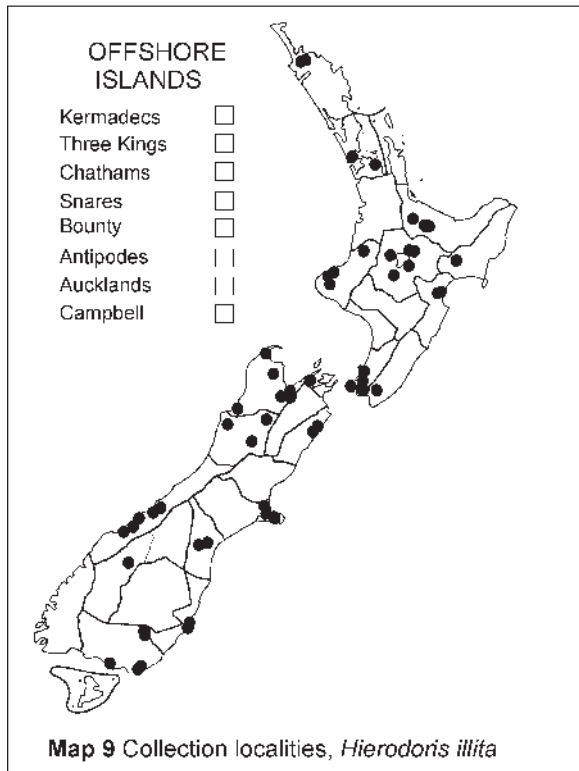 OFFSHORE
ISLANDS
Kermadecs
Three Kings
Chathams
Snares
Bounty
Antipodes
Aucklands
Campbell
Map 9 Collection localities, Hierodoris illita